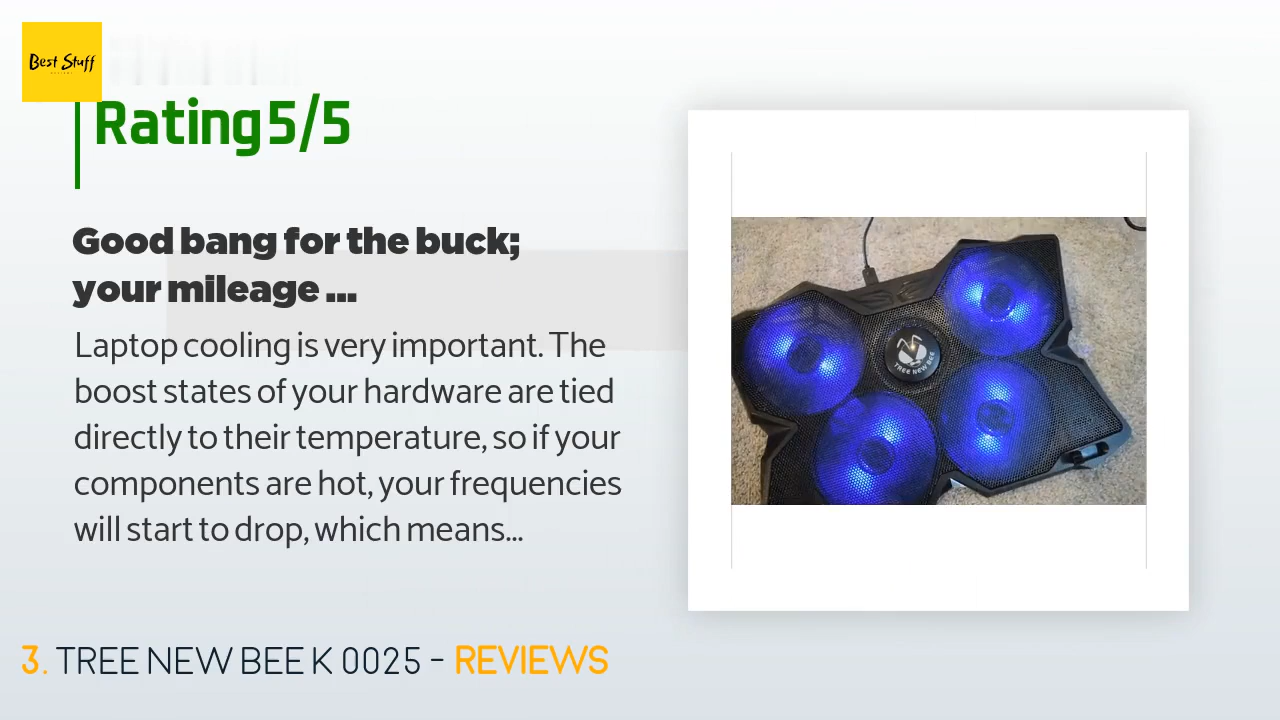 Best Stuff
Rating 5/5
Good bang for the buck;
your mileage ...
Laptop cooling is very important. The
boost states of your hardware are tied
directly to their temperature, so if your
components are hot, your frequencies
will start to drop, which means...
TREE NEW BEE
3. TREE NEW BEE K 0025 - REVIEWS